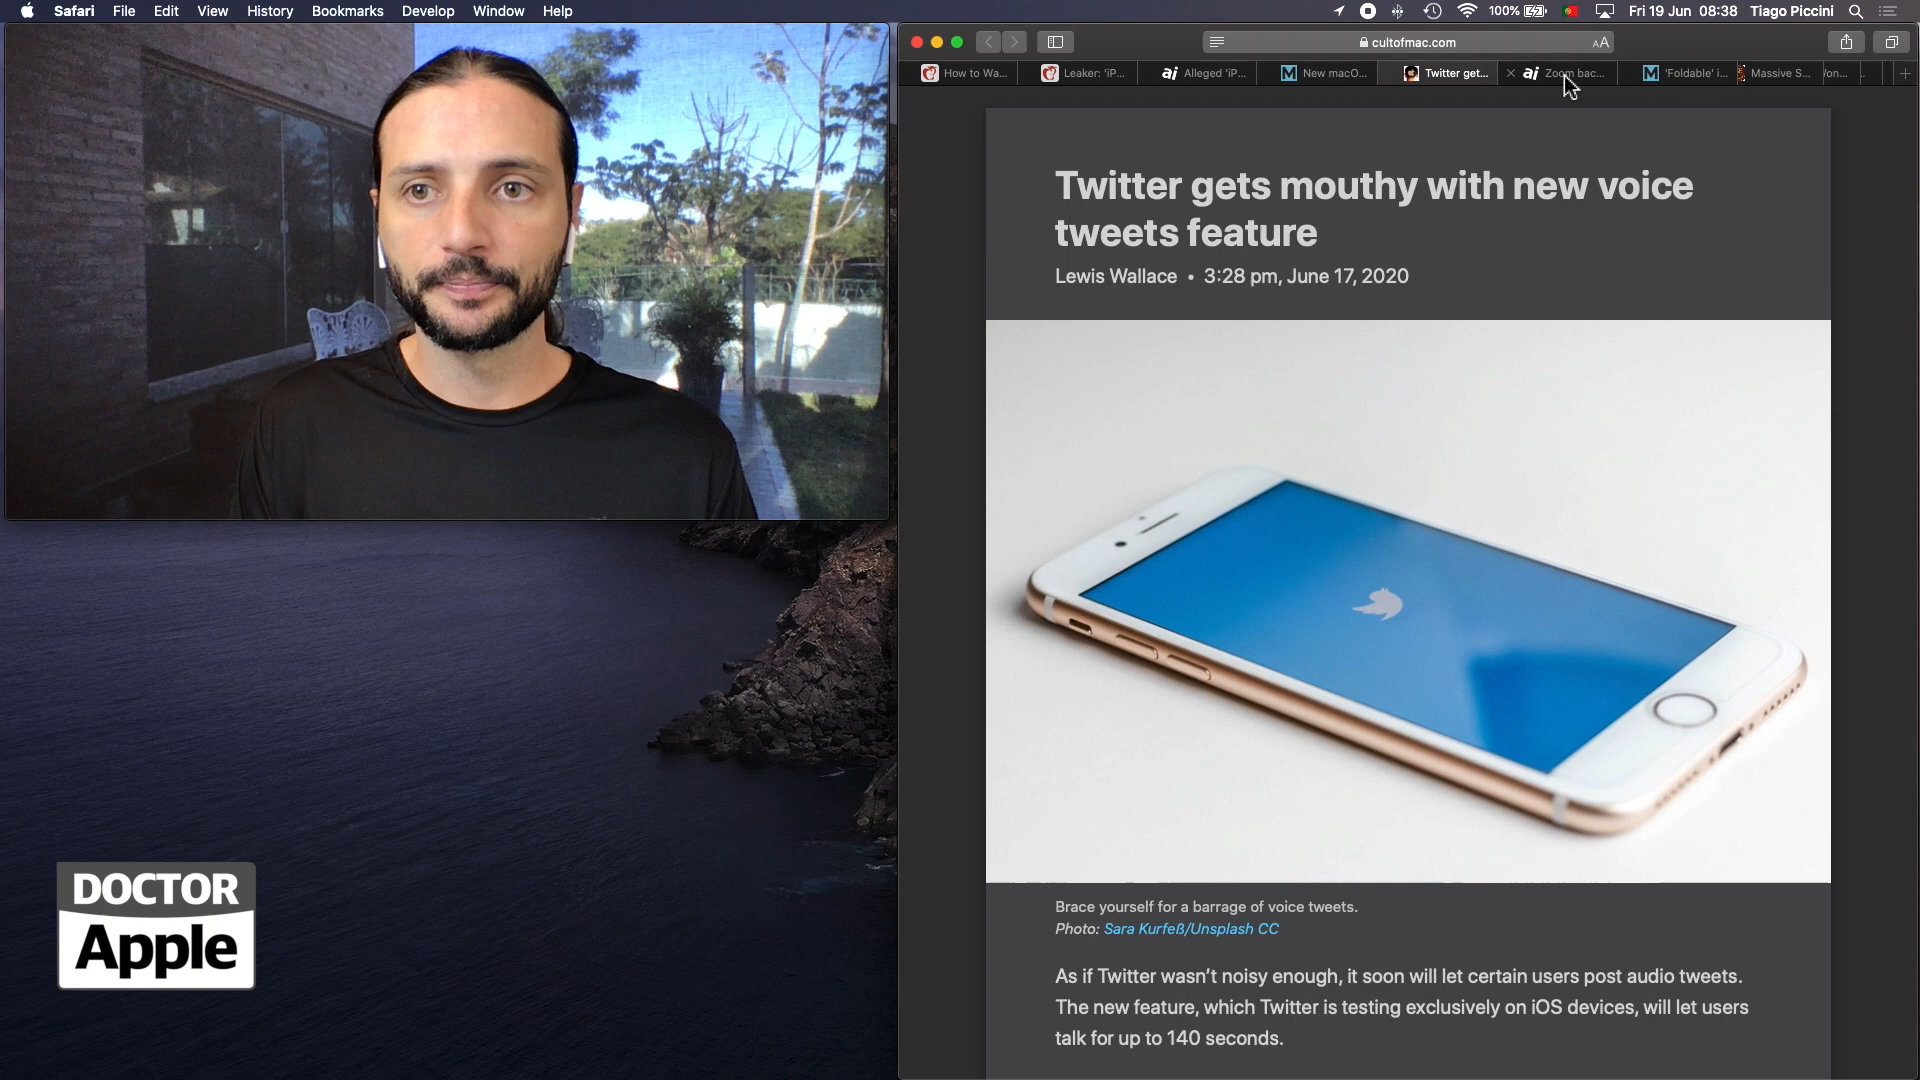 Safari File Edit View History Bookmarks Develop Window Help
100% Fri 19 Jun 08:38 Tiago Piccini
cultofmac.com AA
How to Wa... Leaker: 'iP... ai Alleged 'iP... M New macO... Twitter get... ai Zoom bac... M 'Foldable' i... Massive S...
Twitter gets mouthy with new voice
tweets feature
Lewis Wallace • 3:28 pm, June 17, 2020
Brace yourself for a barrage of voice tweets.
Photo: Sara Kurfeß/Unsplash CC
As if Twitter wasn't noisy enough, it soon will let certain users post audio tweets.
The new feature, which Twitter is testing exclusively on iOS devices, will let users
talk for up to 140 seconds.
DOCTOR
Apple